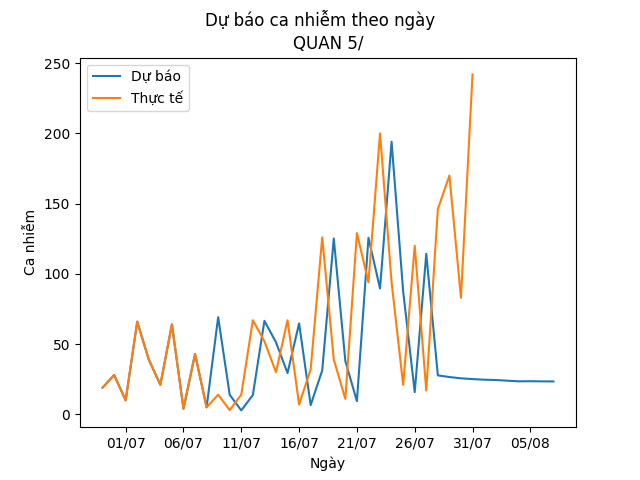 Dự báo ca nhiễm theo ngày
QUAN 5/
250
200
150
100
50
0
Ca nhiễm
Dự báo
Thực tế
01/07 06/07 11/07 16/07 21/07 26/07 31/07 05/08
Ngày